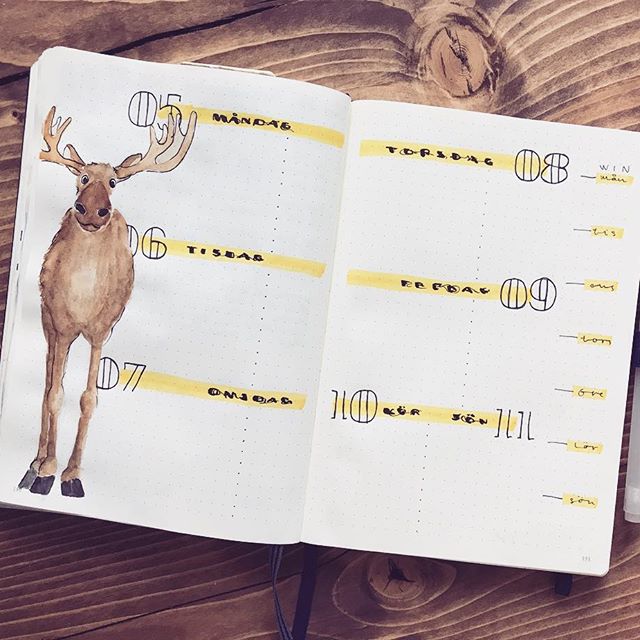 05 MÅNDAG
06 TISDAG
07 ONSDAG
TORSDAG 08
FREDAG 09
10 LÖR SÖN 11
WIN
mån
tis
ons
tor
fre
lör
sön